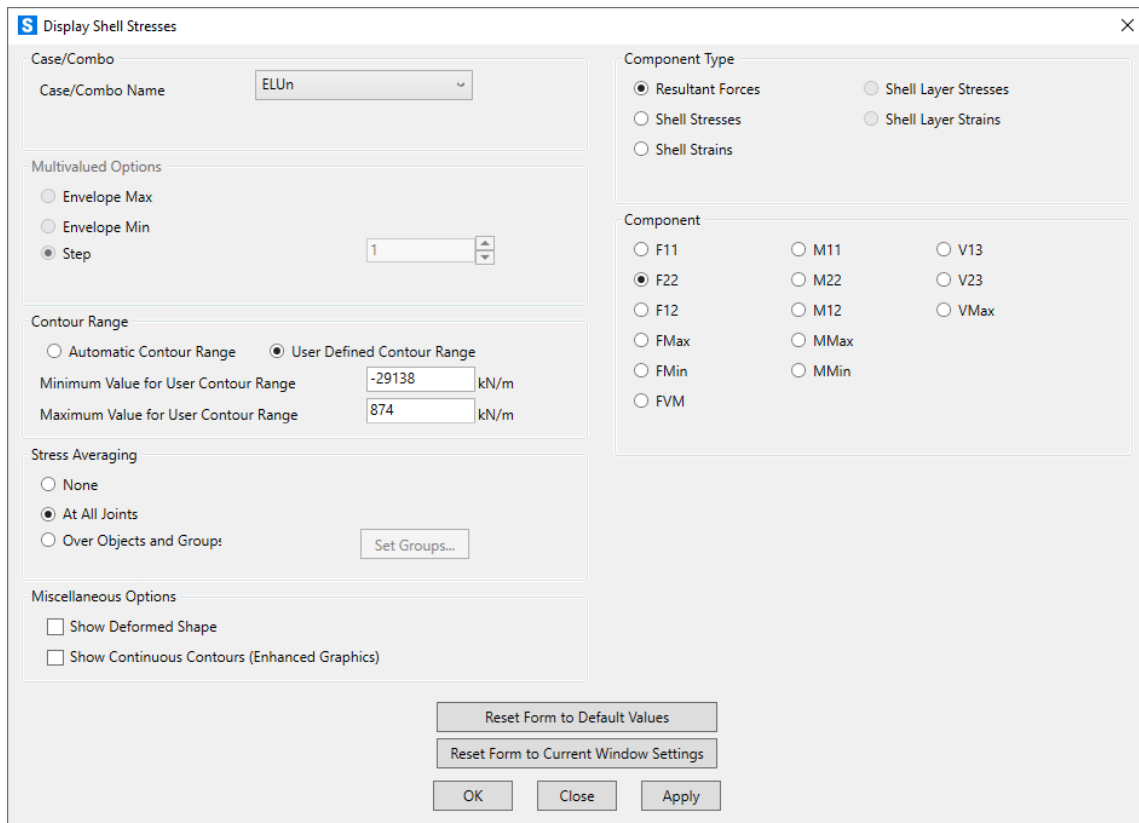 S Display Shell Stresses
Case/Combo
Case/Combo Name ELUn
Multivalued Options
Envelope Max
Envelope Min
Step 1
Contour Range
Automatic Contour Range User Defined Contour Range
Minimum Value for User Contour Range -29138 kN/m
Maximum Value for User Contour Range 874 kN/m
Stress Averaging
None
At All Joints
Over Objects and Groups Set Groups...
Miscellaneous Options
Show Deformed Shape
Show Continuous Contours (Enhanced Graphics)
Component Type
Resultant Forces Shell Layer Stresses
Shell Stresses Shell Layer Strains
Shell Strains
Component
F11 M11 V13
F22 M22 V23
F12 M12 VMax
FMax MMax
FMin MMin
FVM
Reset Form to Default Values
Reset Form to Current Window Settings
OK Close Apply